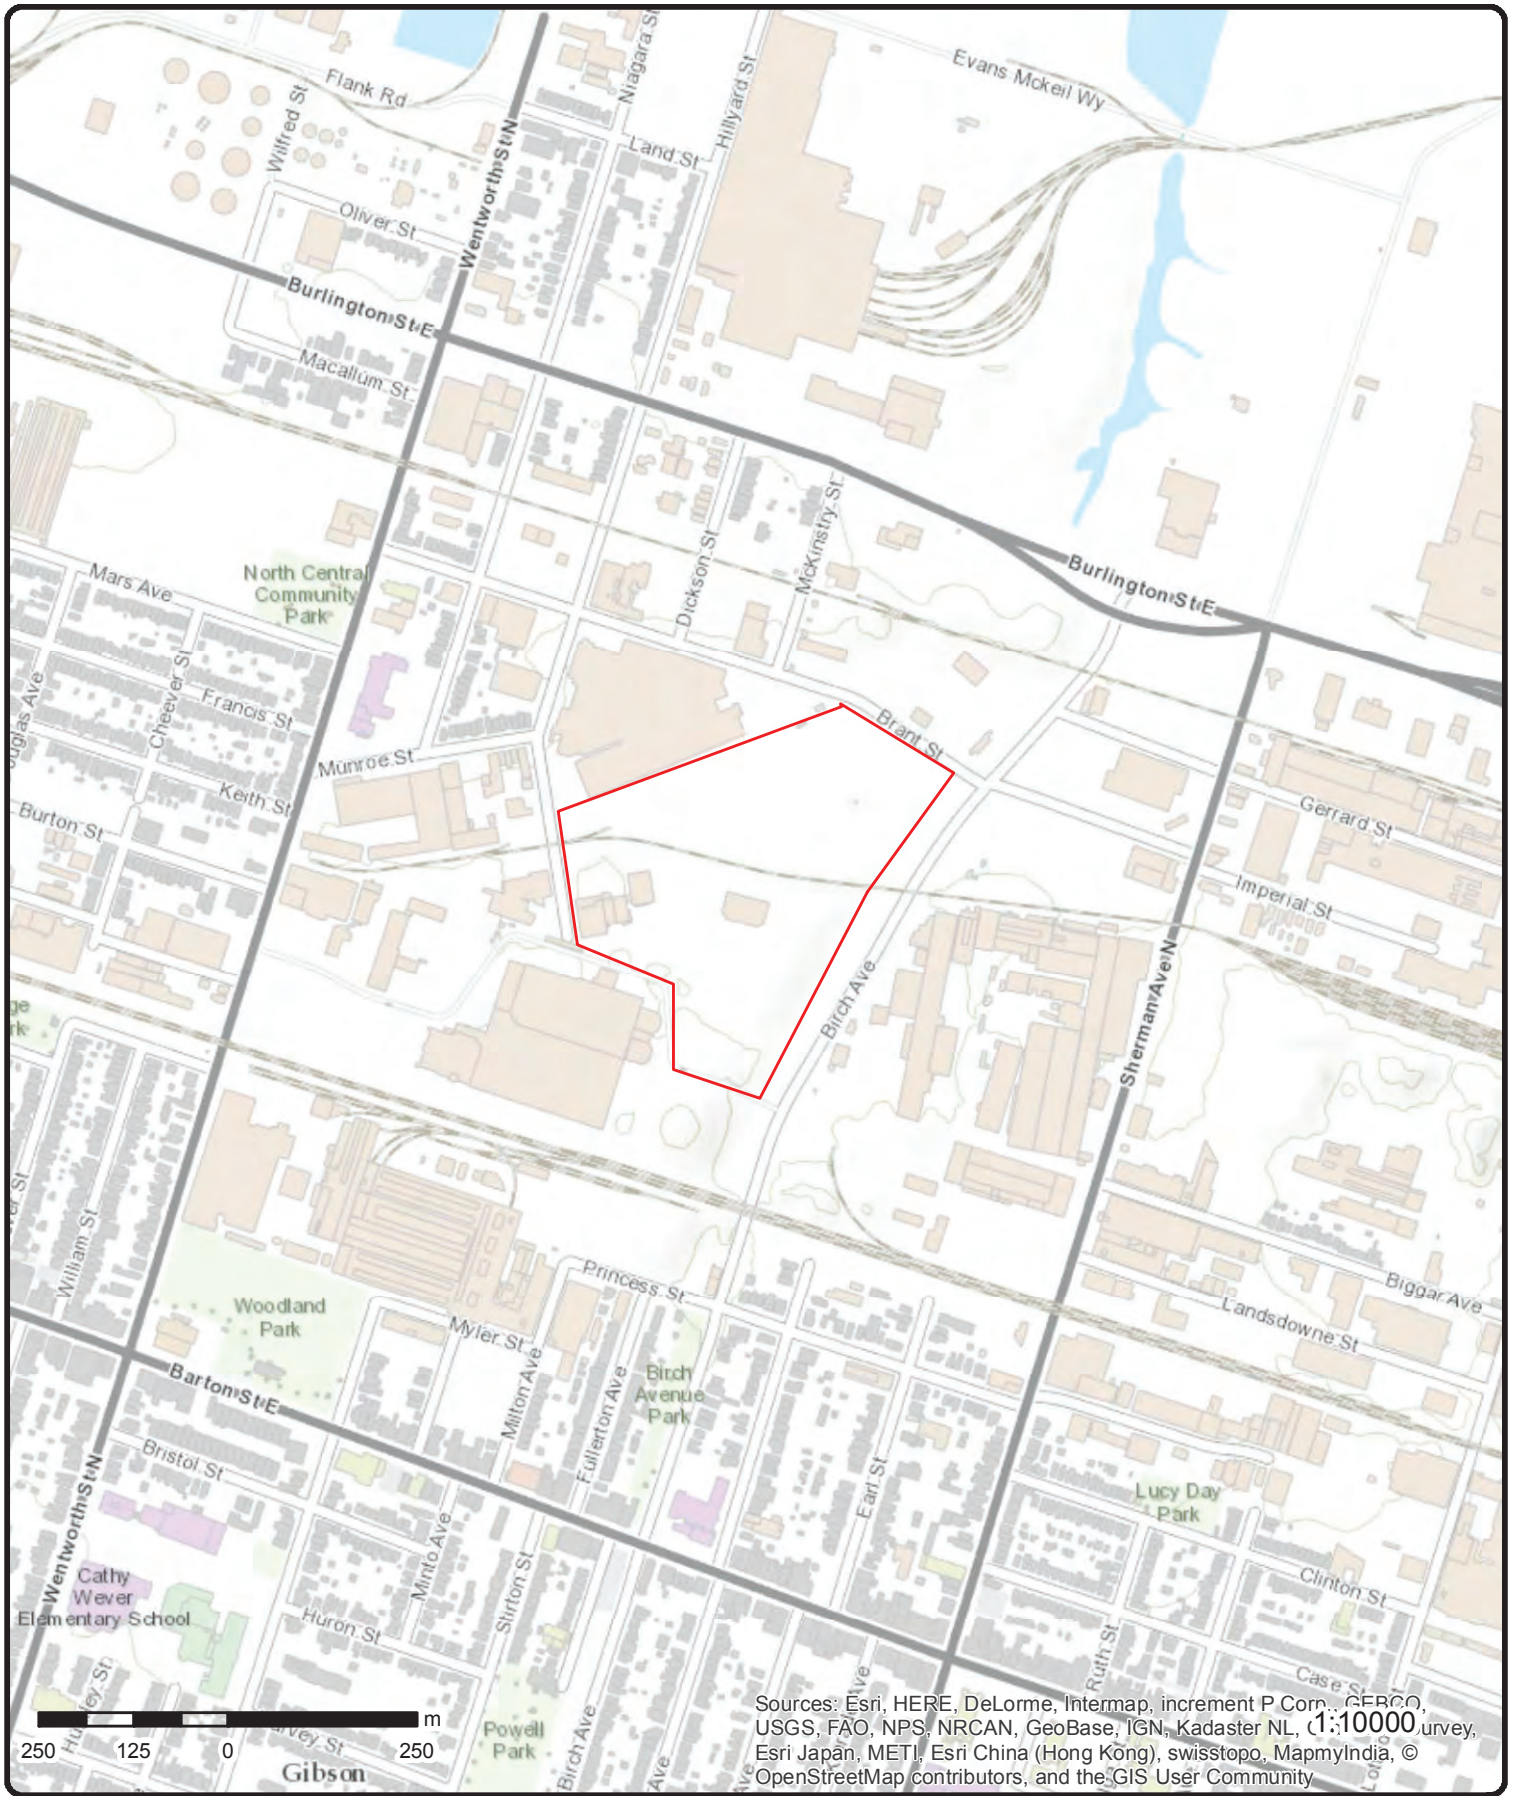 Evans Mckeil Wy
Flank Rd
Niagara St
Hillyard St
Wilfred St
Land St
Wentworth St N
Oliver St
Burlington St E
Macallum St
McKinstry St
Dickson St
Burlington St E
North Central
Community
Park
Mars Ave
Cheever St
Francis St
Brant St
Munroe St
Keith St
Burton St
Gerrard St
Imperial St
Birch Ave
Sherman Ave N
William St
Princess St
Woodland
Park
Myler St
Biggar Ave
Landsdowne St
Barton St E
Milton Ave
Fullerton Ave
Birch
Avenue
Park
Bristol St
Wentworth St N
Earl St
Lucy Day
Park
Minto Ave
Stirton St
Cathy
Wever
Elementary School
Clinton St
Huron St
Ruth St
Case St
Powell
Park
Birch Ave
Gibson
250 125 0 250 m
Sources: Esri, HERE, DeLorme, Intermap, increment P Corp., GEBCO,
USGS, FAO, NPS, NRCAN, GeoBase, IGN, Kadaster NL,
1:10000
Esri Japan, METI, Esri China (Hong Kong), swisstopo, MapmyIndia, ©
OpenStreetMap contributors, and the GIS User Community